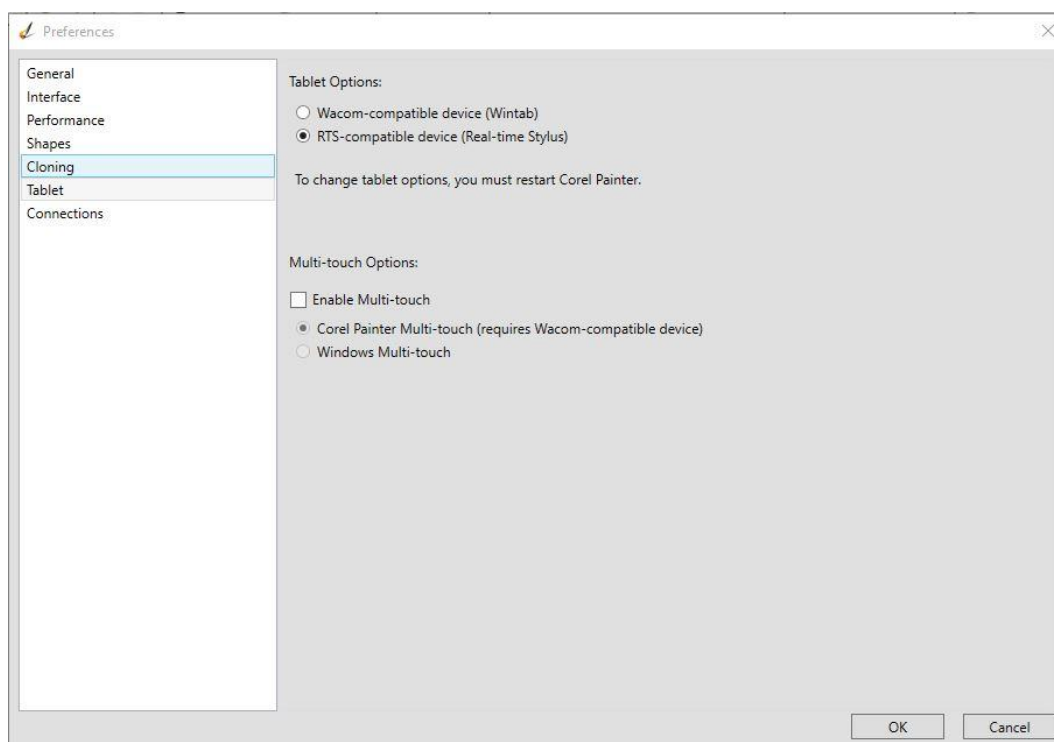 Preferences
General
Interface
Performance
Shapes
Cloning
Tablet
Connections
Tablet Options:
Wacom-compatible device (Wintab)
RTS-compatible device (Real-time Stylus)
To change tablet options, you must restart Corel Painter.
Multi-touch Options:
Enable Multi-touch
Corel Painter Multi-touch (requires Wacom-compatible device)
Windows Multi-touch
OK
Cancel